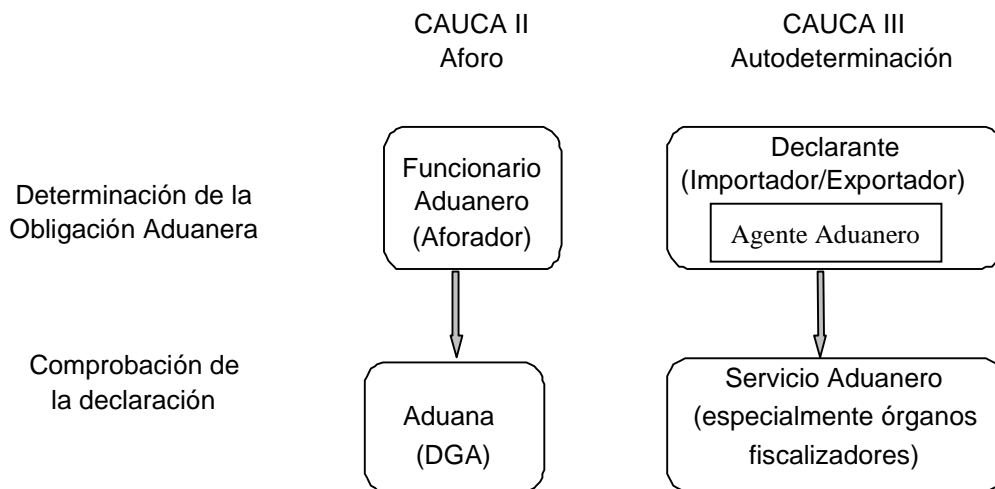 CAUCA II
Aforo
CAUCA III
Autodeterminación
Determinación de la
Obligación Aduanera
Funcionario
Aduanero
(Aforador)
Declarante
(Importador/Exportador)
Agente Aduanero
Comprobación de
la declaración
Aduana
(DGA)
Servicio Aduanero
(especialmente órganos
fiscalizadores)